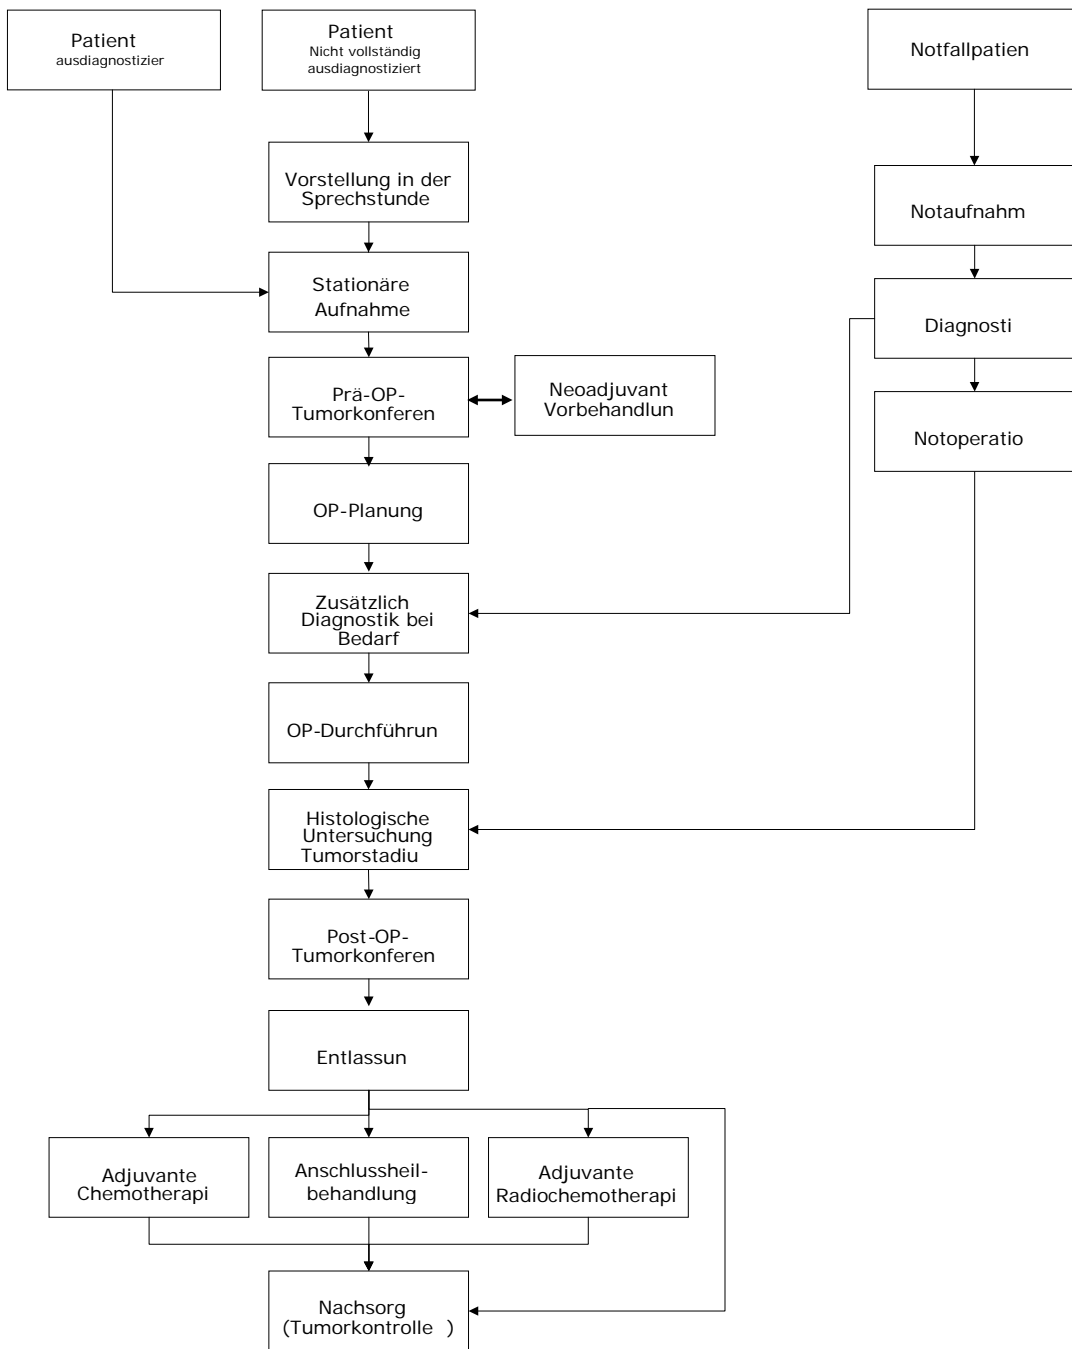 Patient
ausdiagnostizier
Patient
Nicht vollständig
ausdiagnostiziert
Notfallpatien
Vorstellung in der
Sprechstunde
Notaufnahm
Stationäre
Aufnahme
Diagnosti
Prä-OP-
Tumorkonferen
Neoadjuvant
Vorbehandlun
Notoperatio
OP-Planung
Zusätzlich
Diagnostik bei
Bedarf
OP-Durchführun
Histologische
Untersuchung
Tumorstadiu
Post-OP-
Tumorkonferen
Entlassun
Adjuvante
Chemotherapi
Anschlussheil-
behandlung
Adjuvante
Radiochemotherapi
Nachsorg
(Tumorkontrolle )